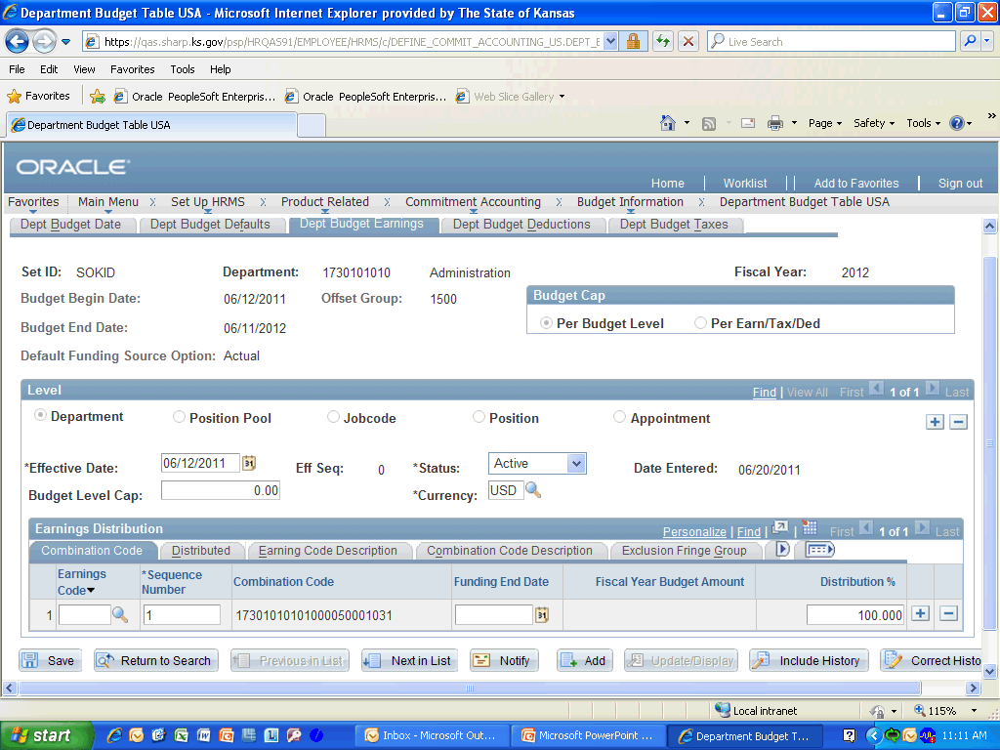 Department Budget Table USA - Microsoft Internet Explorer provided by The State of Kansas
https://qas.sharp.ks.gov/psp/HRQAS91/EMPLOYEE/HRMS/c/DEFINE_COMMIT_ACCOUNTING_US.DEPT_B Live Search
File Edit View Favorites Tools Help
Favorites Oracle PeopleSoft Enterpris... Oracle PeopleSoft Enterpris... Web Slice Gallery
Department Budget Table USA Page Safety Tools »
ORACLE
Home Worklist Add to Favorites Sign out
Favorites Main Menu Set Up HRMS Product Related Commitment Accounting Budget Information Department Budget Table USA
Dept Budget Date Dept Budget Defaults Dept Budget Earnings Dept Budget Deductions Dept Budget Taxes
Set ID: SOKID Department: 1730101010 Administration Fiscal Year: 2012
Budget Begin Date: 06/12/2011 Offset Group: 1500 Budget Cap
Budget End Date: 06/11/2012 Per Budget Level Per Earn/Tax/Ded
Default Funding Source Option: Actual
Level Find | View All First 1 of 1 Last
Department Position Pool Jobcode Position Appointment
*Effective Date: 06/12/2011 Eff Seq: 0 *Status: Active Date Entered: 06/20/2011
Budget Level Cap: 0.00 *Currency: USD
Earnings Distribution Personalize | Find | | First 1 of 1 Last
Combination Code Distributed Earning Code Description Combination Code Description Exclusion Fringe Group
Earnings Code *Sequence Number Combination Code Funding End Date Fiscal Year Budget Amount Distribution %
1 1 17301010101000050001031 100.000
Save Return to Search Previous in List Next in List Notify Add Update/Display Include History Correct Histo
Local intranet 115%
start Inbox - Microsoft Out... Microsoft PowerPoint ... Department Budget T... 11:11 AM